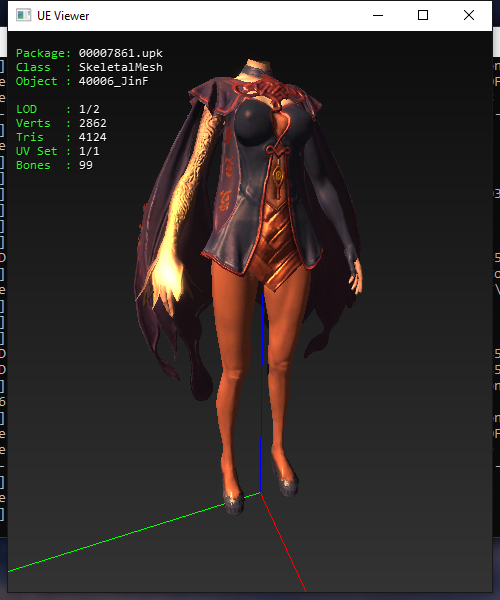 UE Viewer
Package: 00007861.upk
Class : SkeletalMesh
Object : 40006_JinF
LOD : 1/2
Verts : 2862
Tris : 4124
UV Set : 1/1
Bones : 99